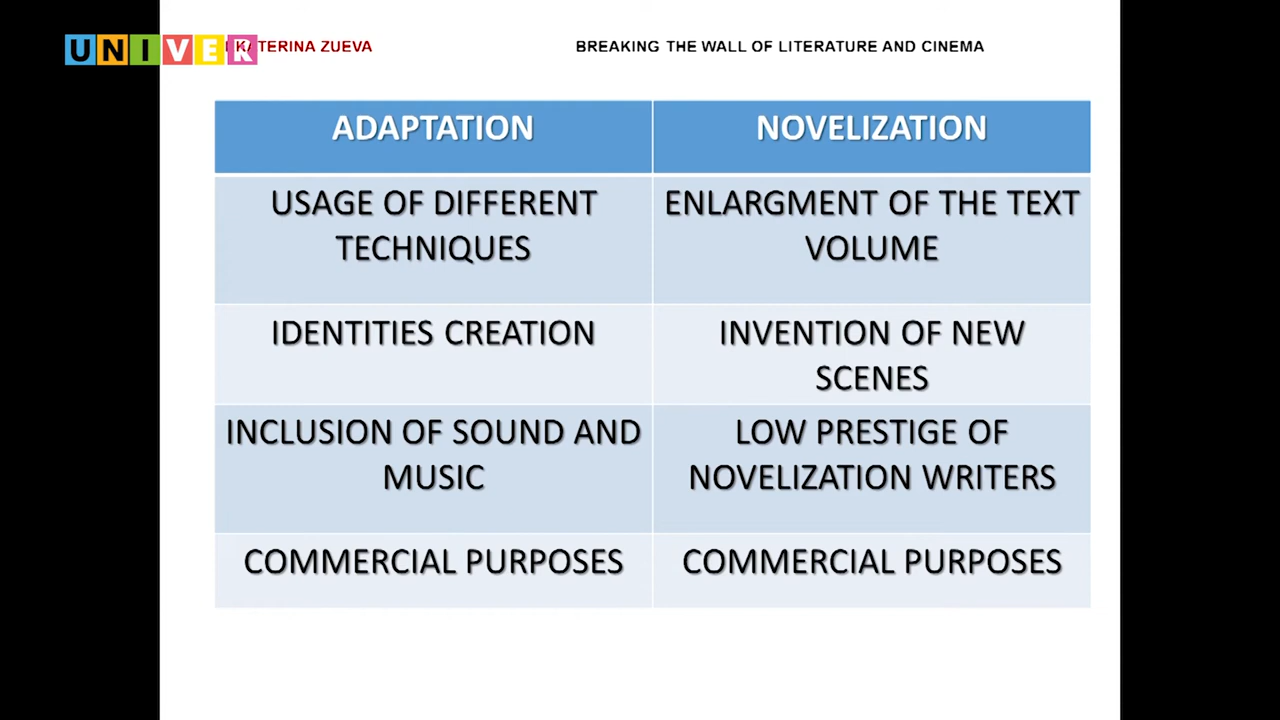 UNIVER
EKATERINA ZUEVA
BREAKING THE WALL OF LITERATURE AND CINEMA
ADAPTATION
NOVELIZATION
USAGE OF DIFFERENT
TECHNIQUES
ENLARGMENT OF THE TEXT
VOLUME
IDENTITIES CREATION
INVENTION OF NEW
SCENES
INCLUSION OF SOUND AND
MUSIC
LOW PRESTIGE OF
NOVELIZATION WRITERS
COMMERCIAL PURPOSES
COMMERCIAL PURPOSES